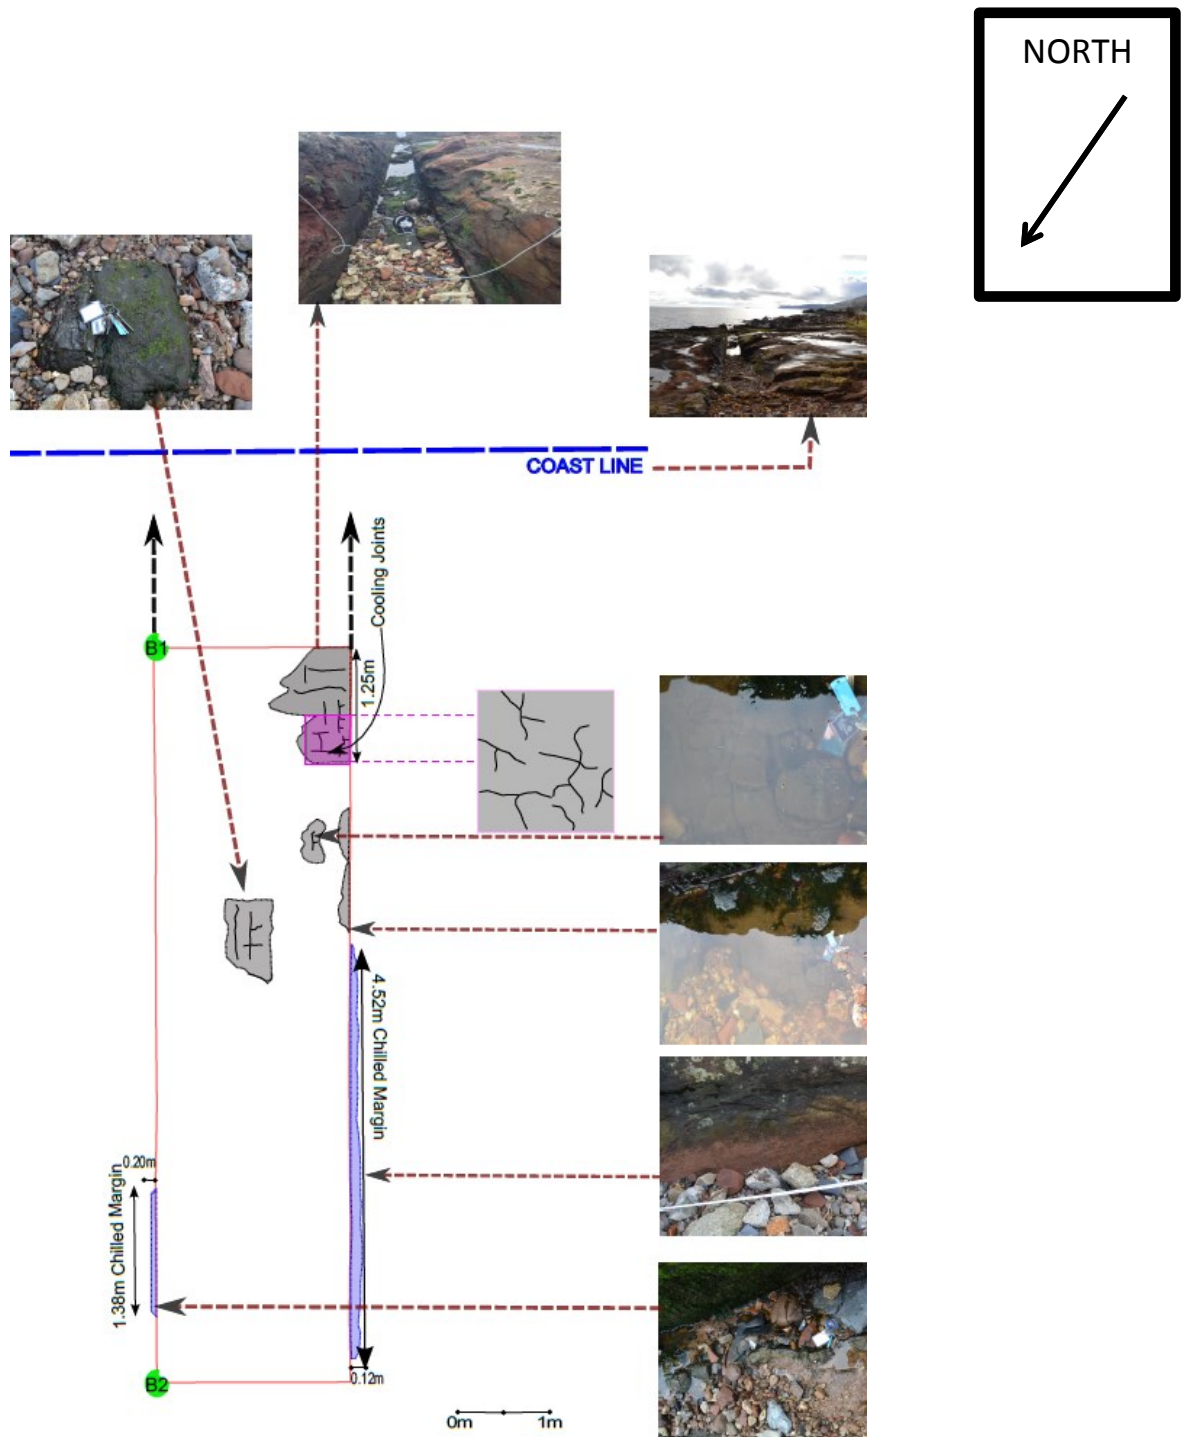 NORTH
COAST LINE
Cooling Joints
B1
1.25m
4.52m Chilled Margin
0.20m
1.38m Chilled Margin
0.12m
B2
0m
1m